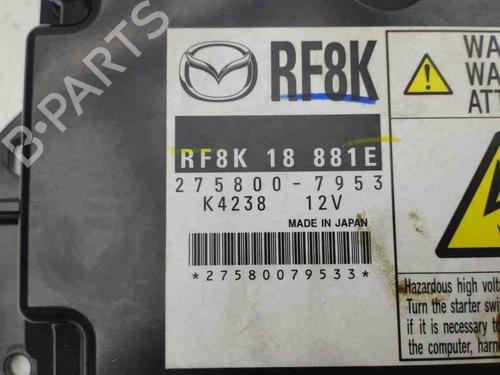 RF8K
RF8K 18 881E
275800-7953
K4238 12V
MADE IN JAPAN
*27580079533*
WA
WA
ATT
Hazardous high volt
Turn the starter swi
if it is necessary to
the computer, harn
B-PARTS